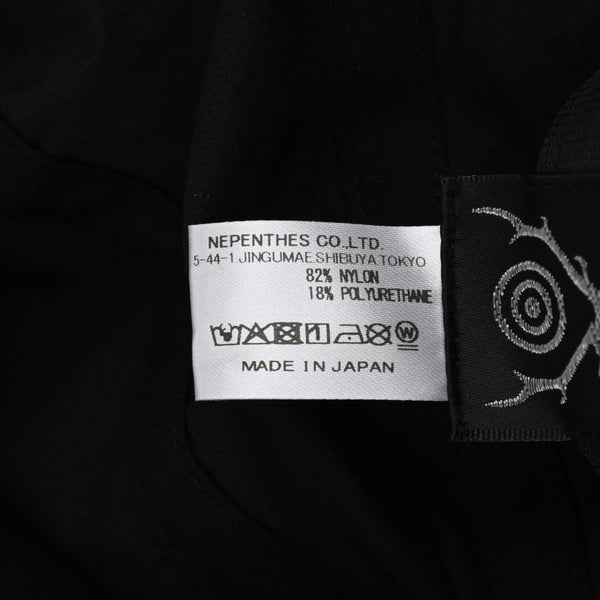 NEPENTHES CO.,LTD.
5-44-1 JINGUMAE SHIBUYA TOKYO
82% NYLON
18% POLYURETHANE
W
MADE IN JAPAN